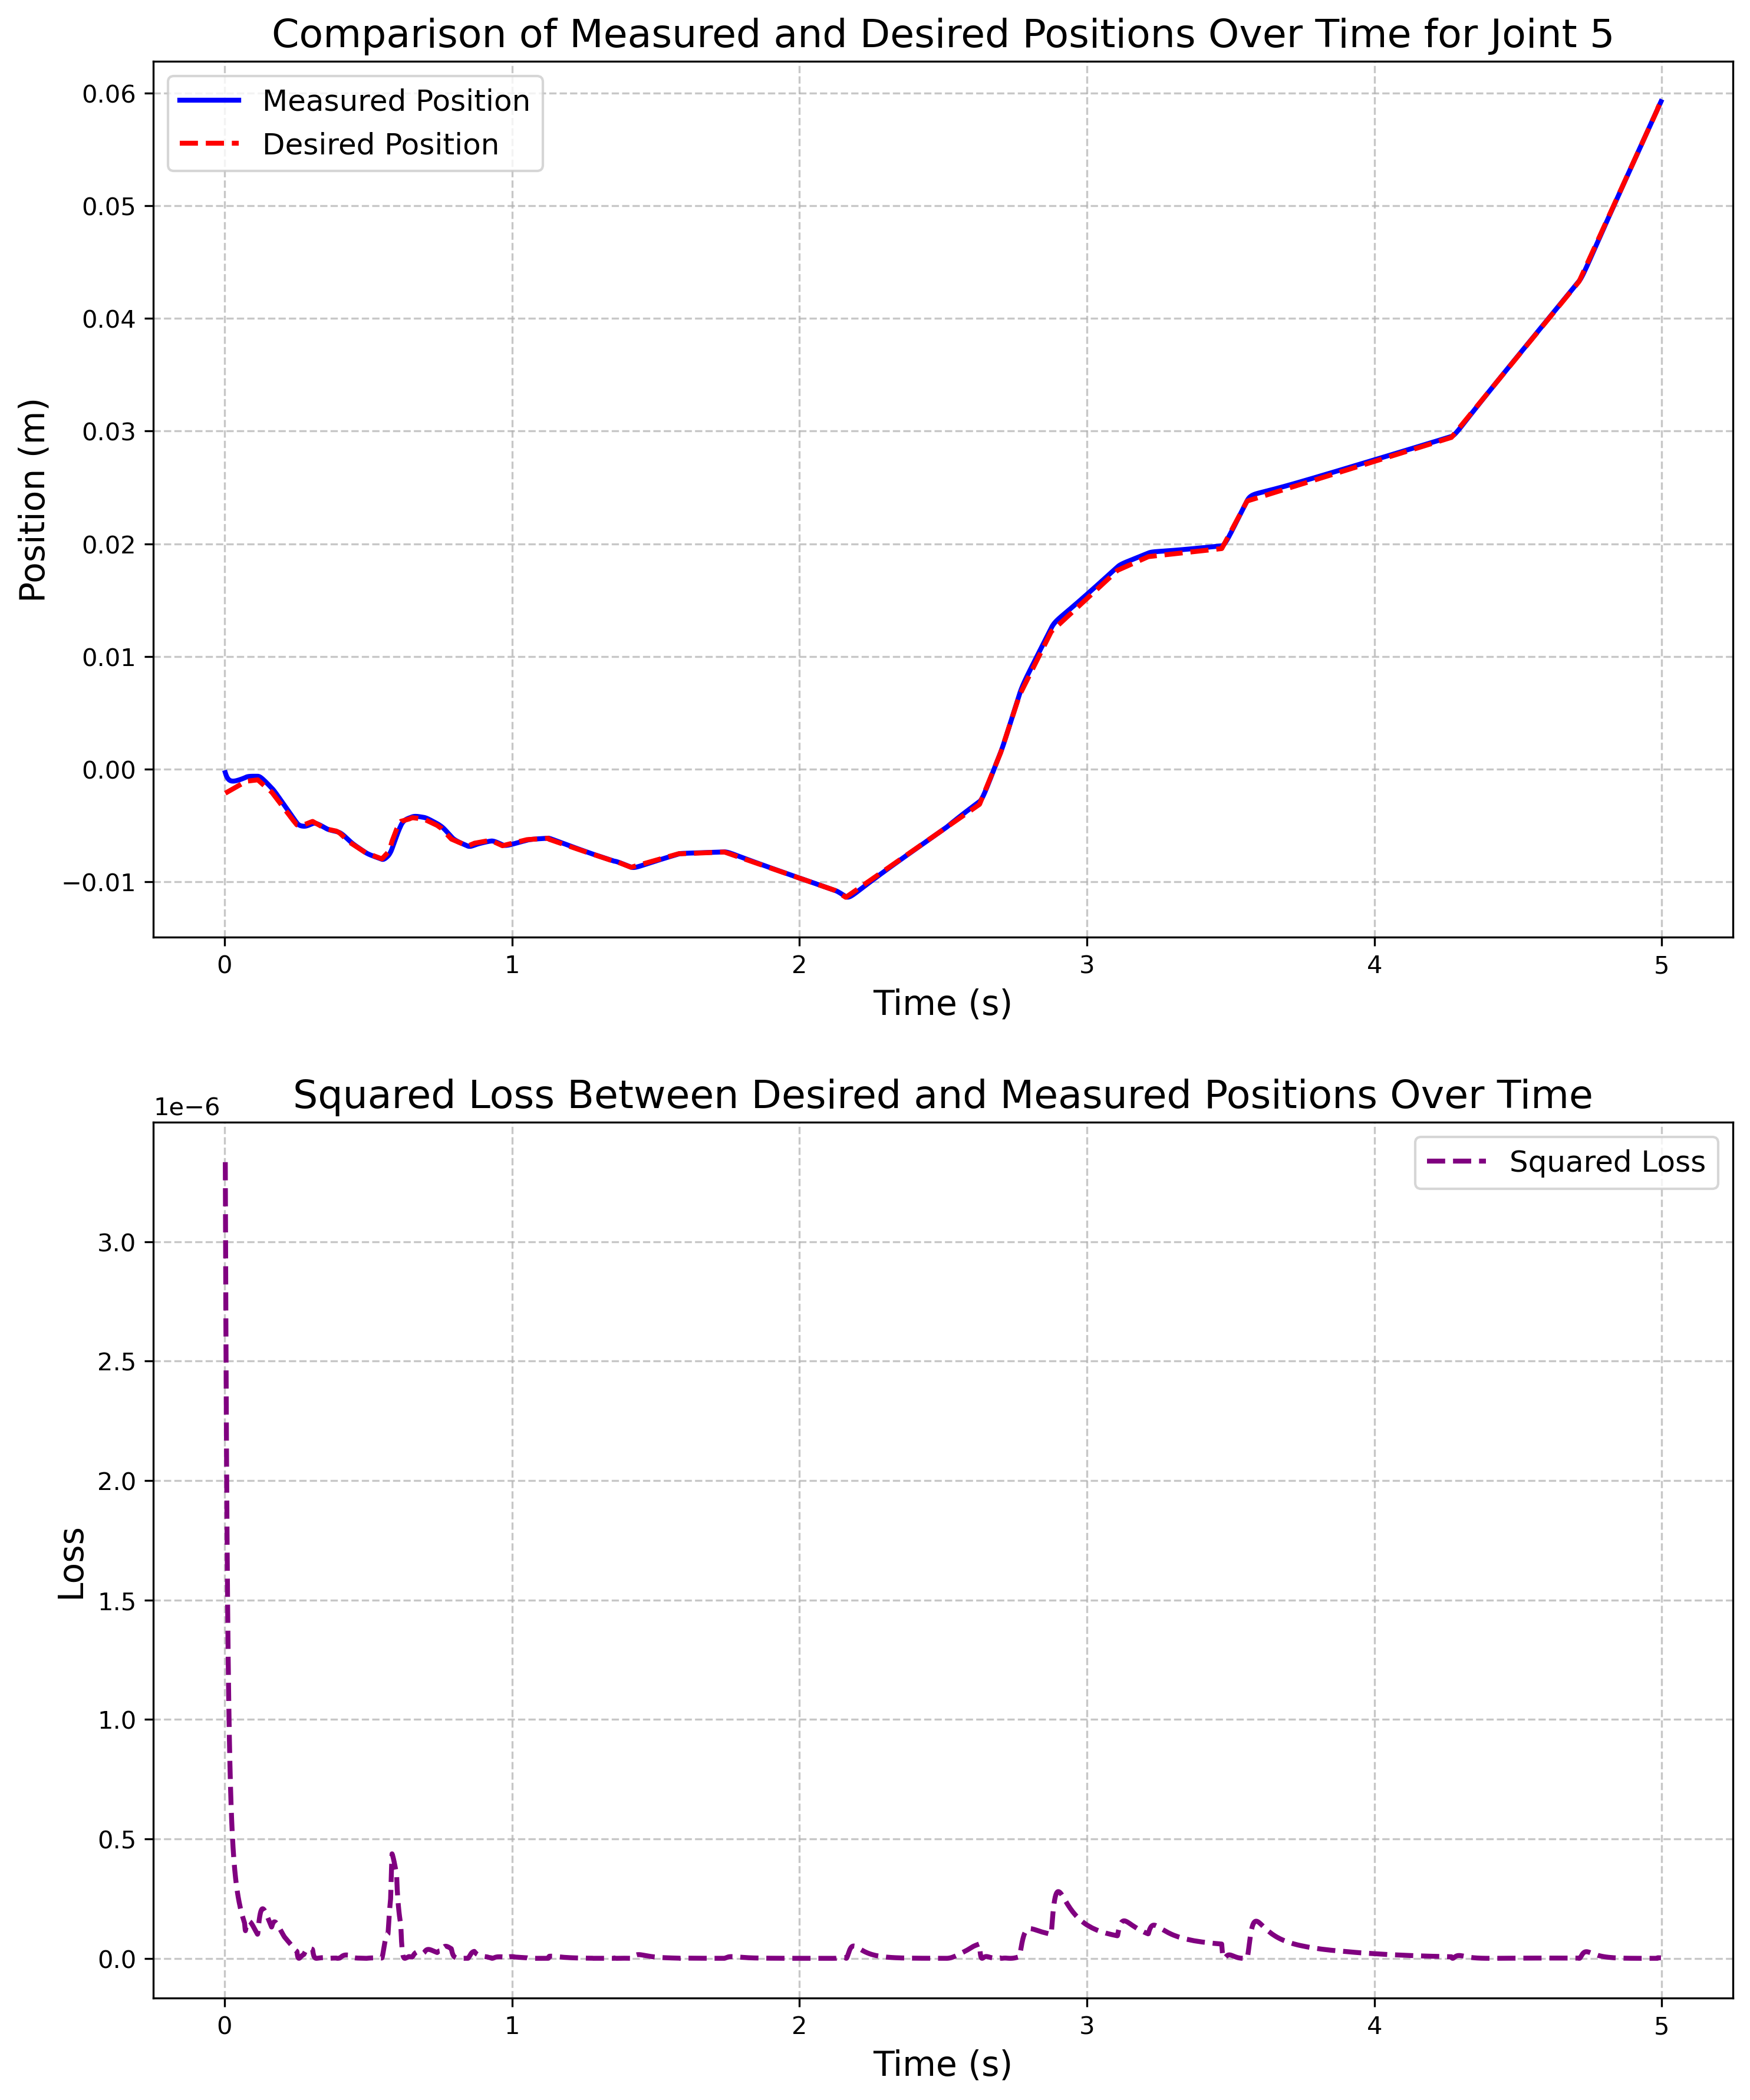 Comparison of Measured and Desired Positions Over Time for Joint 5
Measured Position
Desired Position
0.06
0.05
0.04
0.03
0.02
0.01
0.00
−0.01
Position (m)
0 1 2 3 4 5
Time (s)
Squared Loss Between Desired and Measured Positions Over Time
1e−6
Squared Loss
3.0
2.5
2.0
1.5
1.0
0.5
0.0
Loss
0 1 2 3 4 5
Time (s)